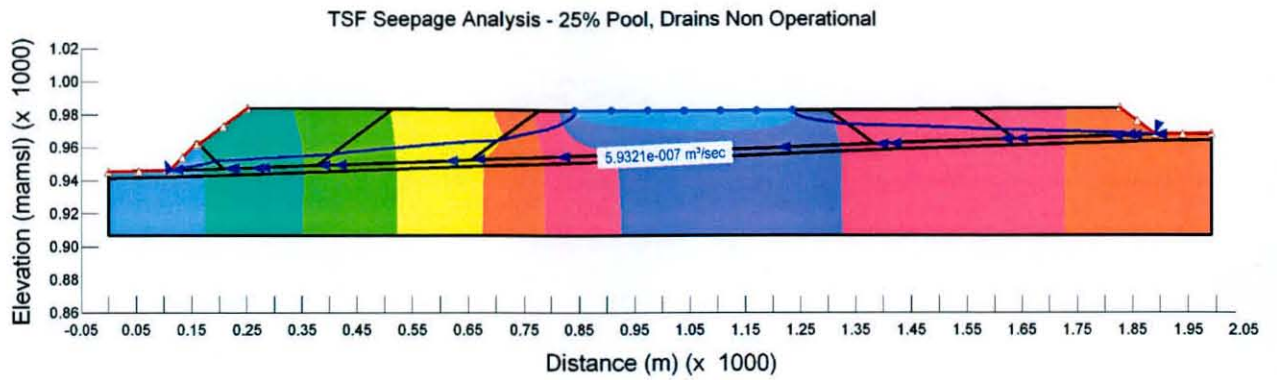 TSF Seepage Analysis - 25% Pool, Drains Non Operational
Elevation (mamsl) (x 1000)
1.02
1.00
0.98
0.96
0.94
0.92
0.90
0.88
0.86
5.9321e-007 m³/sec
-0.05 0.05 0.15 0.25 0.35 0.45 0.55 0.65 0.75 0.85 0.95 1.05 1.15 1.25 1.35 1.45 1.55 1.65 1.75 1.85 1.95 2.05
Distance (m) (x 1000)